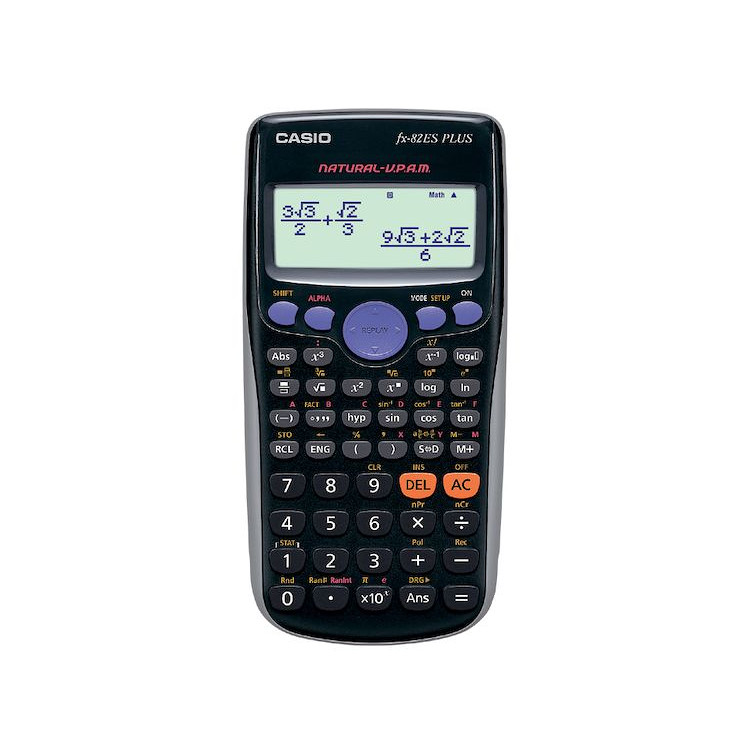 CASIO fx-82ES PLUS
NATURAL-V.P.A.M.
Math ▲
3√3/2+√2/3
9√3+2√2/6
SHIFT ALPHA MODE SETUP ON
REPLAY
: x!
Abs x³ x⁻¹ log
³√ 10ˣ eˣ
√ x² x log ln
A FACT B C sin⁻¹ D cos⁻¹ E tan⁻¹ F
(−) hyp sin cos tan
STO ← % , X Y M− M
RCL ENG ( ) S⇔D M+
CLR INS OFF
7 8 9 DEL AC
nPr nCr
4 5 6 × ÷
STAT Pol Rec
1 2 3 + −
Rnd Ran# RanInt π e DRG▶
0 · ×10ˣ Ans =